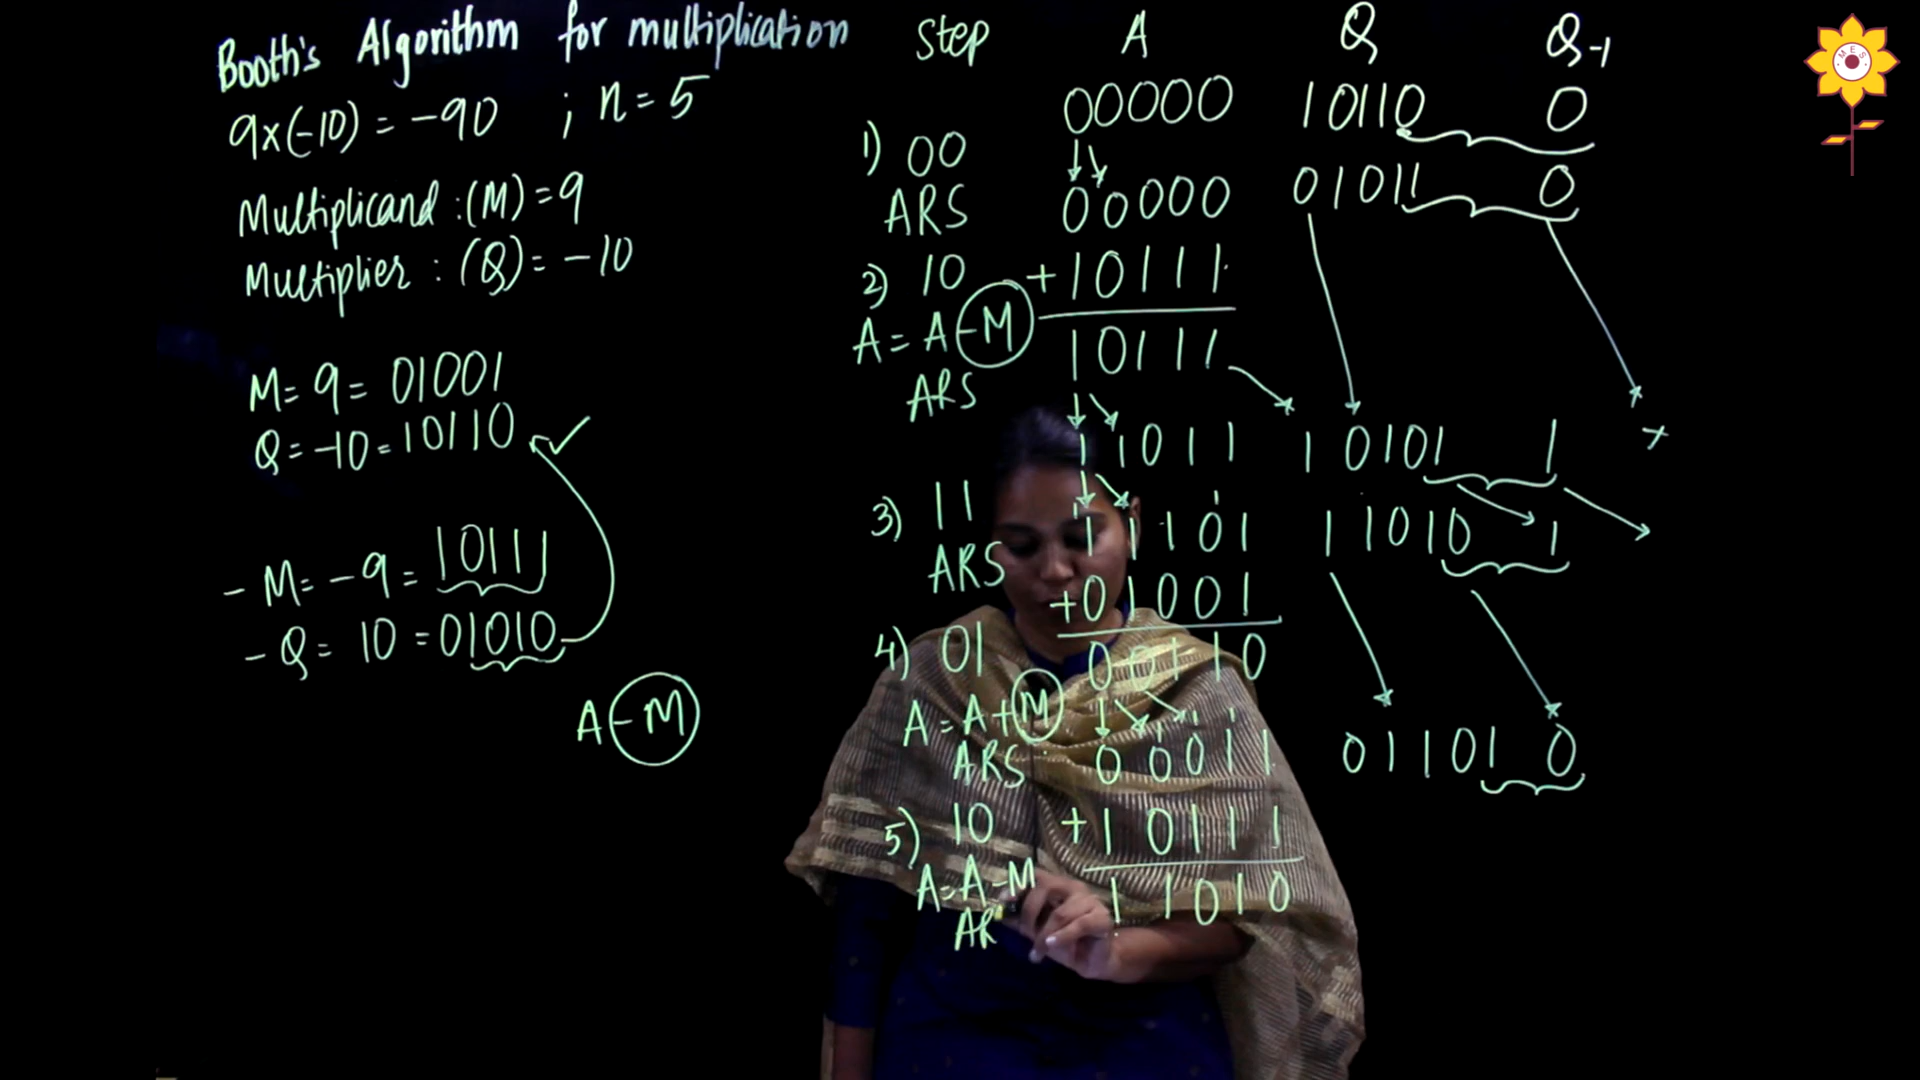 Booth's Algorithm for multiplication
9x(-10) = -90 ; n = 5
Multiplicand : (M) = 9
Multiplier : (Q) = -10
M = 9 = 01001
Q = -10 = 10110 ✓
- M = - 9 = 10111
- Q = 10 = 01010
A - M
Step A Q Q-1
00000 10110 0
1) 00
ARS 00000 01011 0
2) 10 +10111
A = A - M 10111
ARS
11011 10101 1 x
3) 11
ARS 11101 11010 1
+01001
4) 01 00110
A = A + M
ARS 00011 01101 0
5) 10 +10111
A = A - M 11010
AR
MES